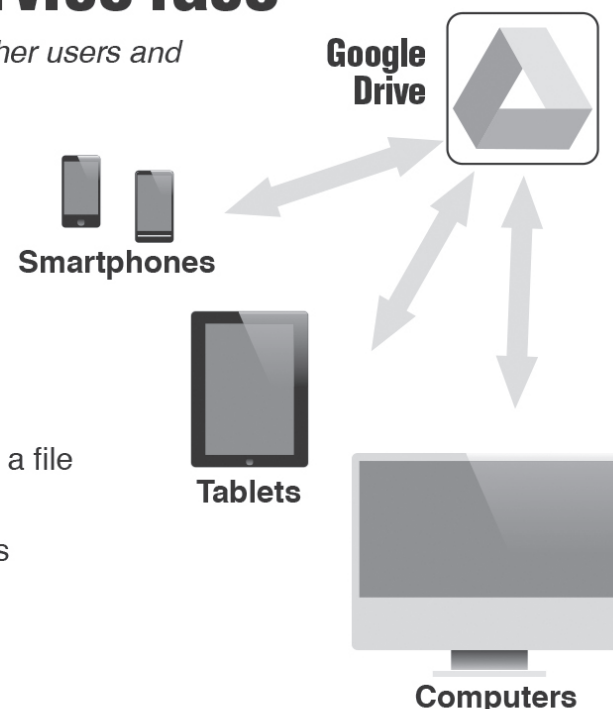 her users and
Google
Drive
Smartphones
a file
Tablets
Computers